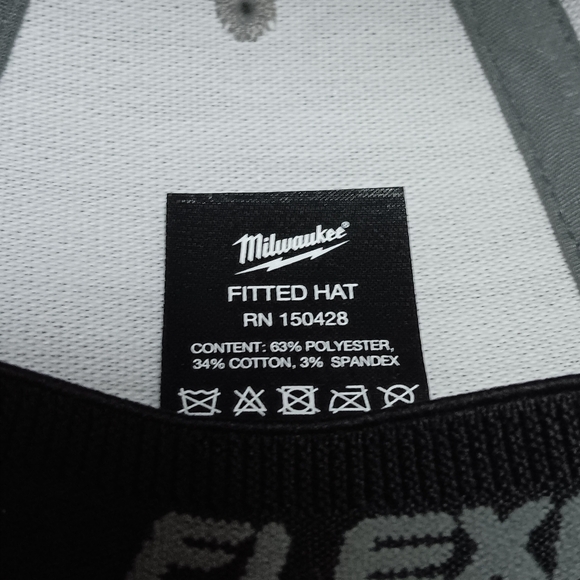 Milwaukee®
FITTED HAT
RN 150428
CONTENT: 63% POLYESTER,
34% COTTON, 3% SPANDEX